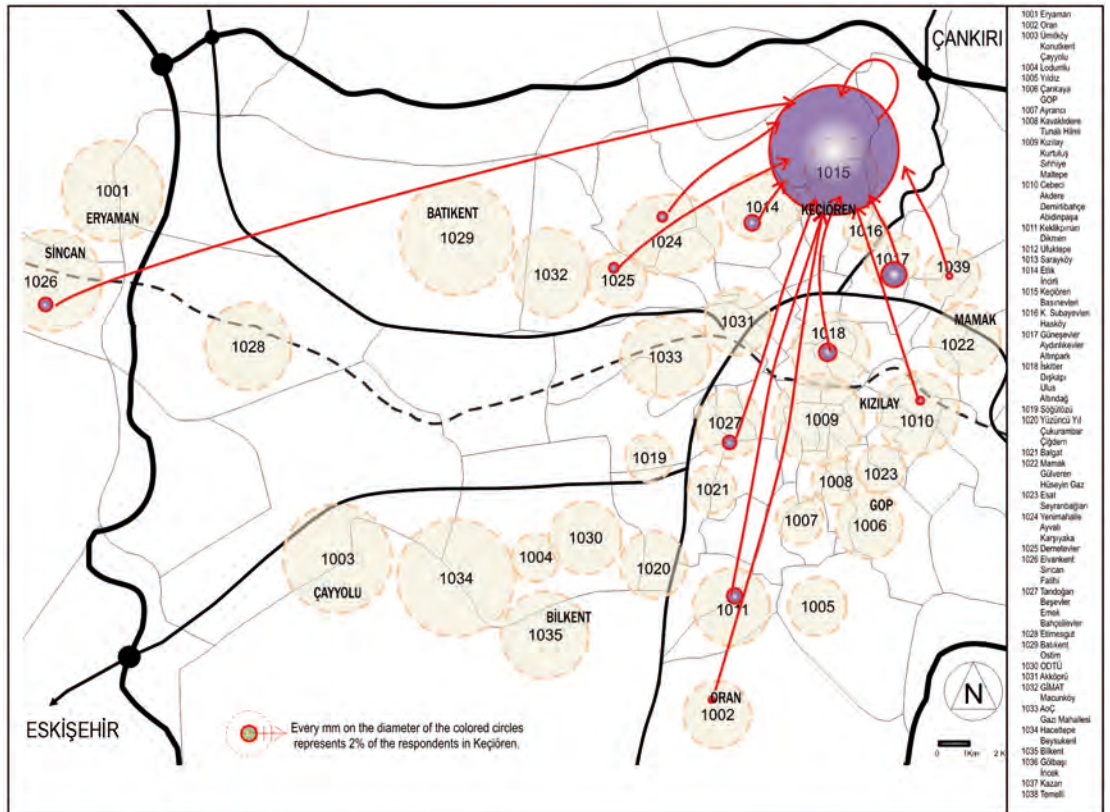 ÇANKIRI
1015
1001
ERYAMAN
BATIKENT
1029
1014
KEÇİÖREN
1016
1024
SİNCAN
1026
1032
1025
1017
1039
1028
1031
1033
1018
MAMAK
1022
KIZILAY
1027
1009
1010
1019
1021
1008
1023
GOP
1007
1006
1003
ÇAYYOLU
1034
1004
1030
1020
BİLKENT
1035
1011
1005
ORAN
1002
ESKİŞEHİR
Every mm on the diameter of the colored circles
represents 2% of the respondents in Keçiören.
N
0 1Km 2 K
1001 Eryaman
1002 Oran
1003 Ümitköy
Konutkent
Çayyolu
1004 Lodumlu
1005 Yıldız
1006 Çankaya
GOP
1007 Ayrancı
1008 Kavaklıdere
Tunalı Hilmi
1009 Kızılay
Kurtuluş
Sıhhiye
Maltepe
1010 Cebeci
Akdere
Demirlibahçe
Abidinpaşa
1011 Keklikpınarı
Dikmen
1012 Ufuktepe
1013 Sarayköy
1014 Etlik
İncirli
1015 Keçiören
Basınevleri
1016 K. Subayevleri
Hasköy
1017 Güneşevler
Aydınlıkevler
Altınpark
1018 İskitler
Dışkapı
Ulus
Altındağ
1019 Söğütözü
1020 Yüzüncü Yıl
Çukurambar
Çiğdem
1021 Balgat
1022 Mamak
Gülveren
Hüseyin Gazi
1023 Esat
Seyranbağları
1024 Yenimahalle
Ayvalı
Karşıyaka
1025 Demetevler
1026 Elvankent
Sincan
Fatih
1027 Tandoğan
Beşevler
Emek
Bahçelievler
1028 Etimesgut
1029 Batıkent
Ostim
1030 ODTÜ
1031 Akköprü
1032 GİMAT
Macunköy
1033 AoÇ
Gazi Mahallesi
1034 Hacettepe
Beysukent
1035 Bilkent
1036 Gölbaşı
İncek
1037 Kazan
1038 Temelli